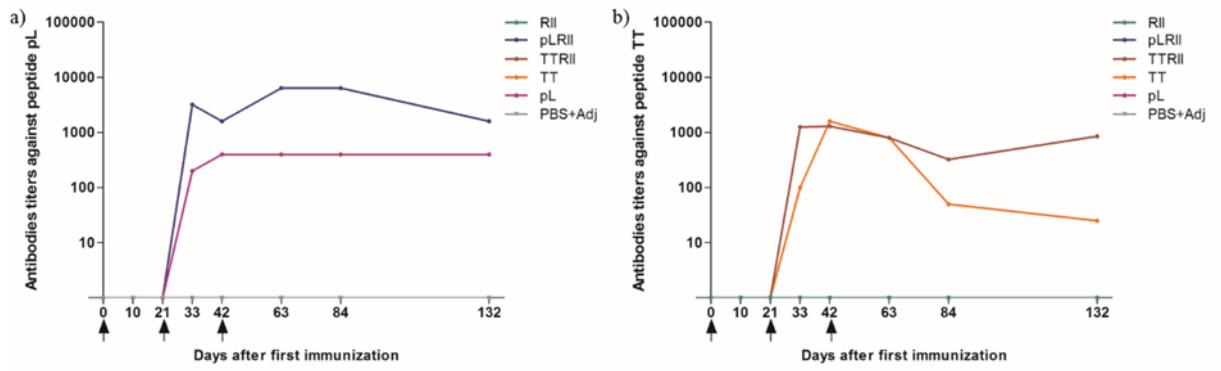 a)
Antibodies titers against peptide pL
100000
10000
1000
100
10
0 10 21 33 42 63 84 132
Days after first immunization
RII
pLRII
TTRII
TT
pL
PBS+Adj
b)
Antibodies titers against peptide TT
100000
10000
1000
100
10
0 10 21 33 42 63 84 132
Days after first immunization
RII
pLRII
TTRII
TT
pL
PBS+Adj